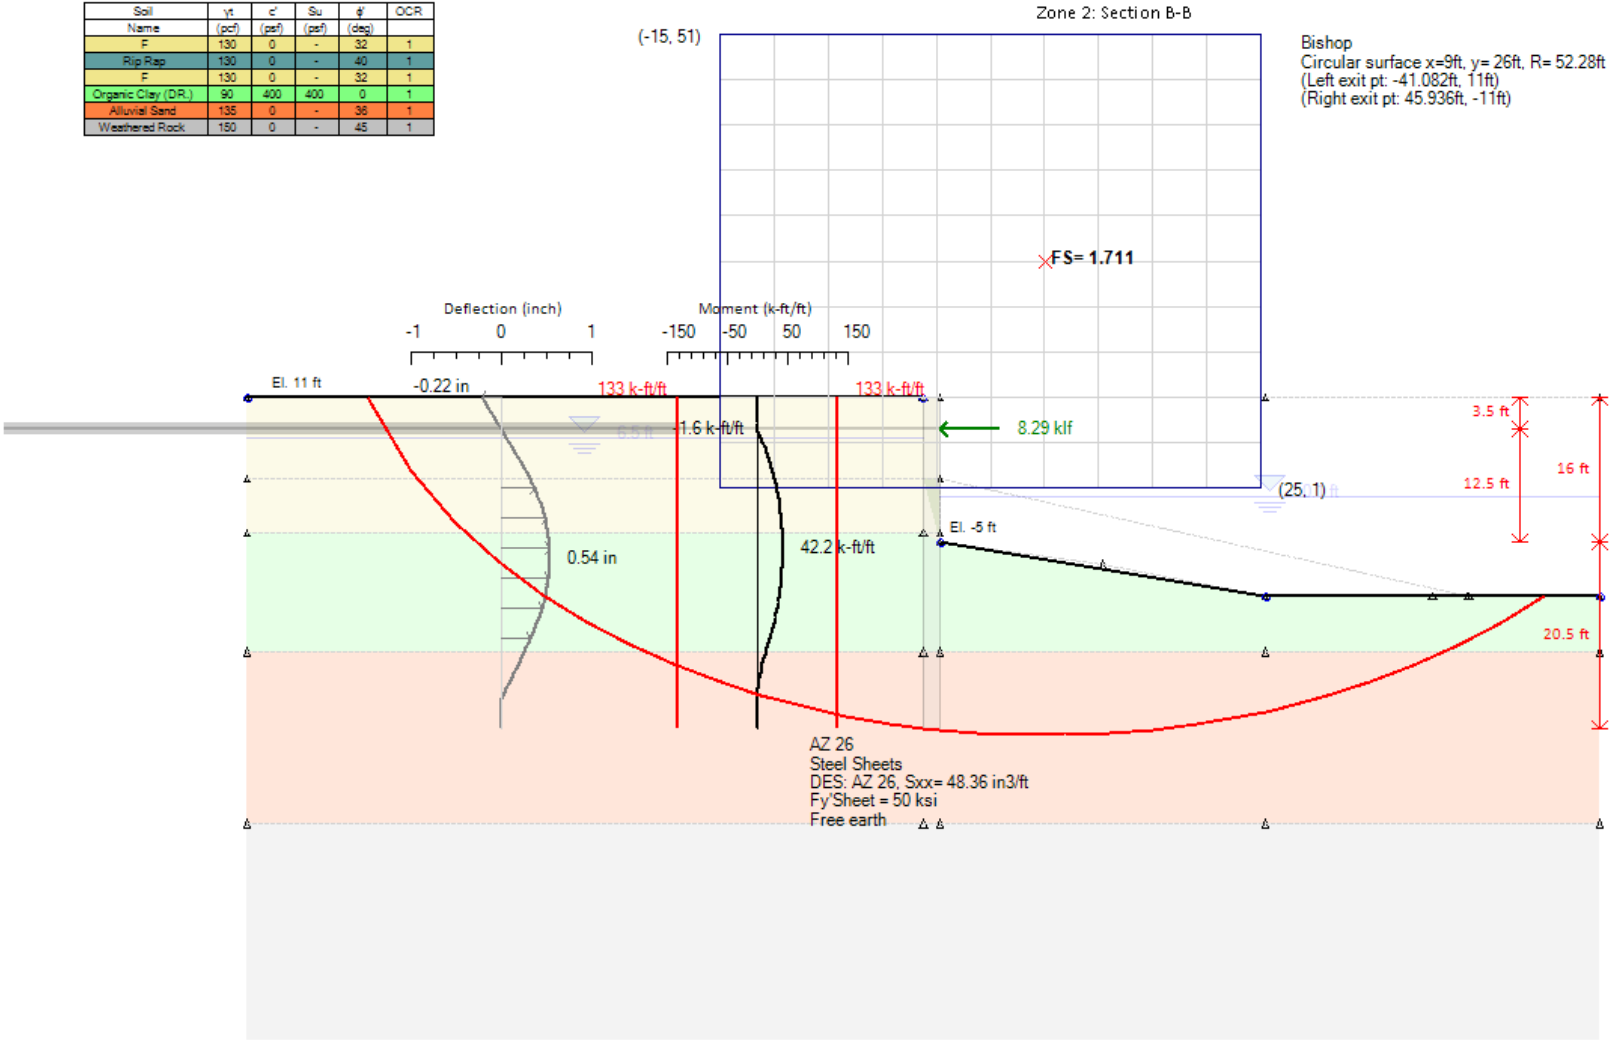 Zone 2: Section B-B
Soil γt c' Su ϕ' OCR
Name (pcf) (psf) (psf) (deg)
F 130 0 - 32 1
Rip Rap 130 0 - 40 1
F 130 0 - 32 1
Organic Clay (DR.) 90 400 400 0 1
Alluvial Sand 135 0 - 36 1
Weathered Rock 150 0 - 45 1
(-15, 51)
Bishop
Circular surface x=9ft, y= 26ft, R= 52.28ft
(Left exit pt: -41.082ft, 11ft)
(Right exit pt: 45.936ft, -11ft)
FS= 1.711
Deflection (inch)
-1 0 1
Moment (k-ft/ft)
-150 -50 50 150
El. 11 ft
-0.22 in
133 k-ft/ft
133 k-ft/ft
3.5 ft
6.5 ft
-1.6 k-ft/ft
8.29 klf
16 ft
12.5 ft
(25, 1)
El. -5 ft
0.54 in
42.2 k-ft/ft
20.5 ft
AZ 26
Steel Sheets
DES: AZ 26, Sxx= 48.36 in3/ft
Fy'Sheet = 50 ksi
Free earth